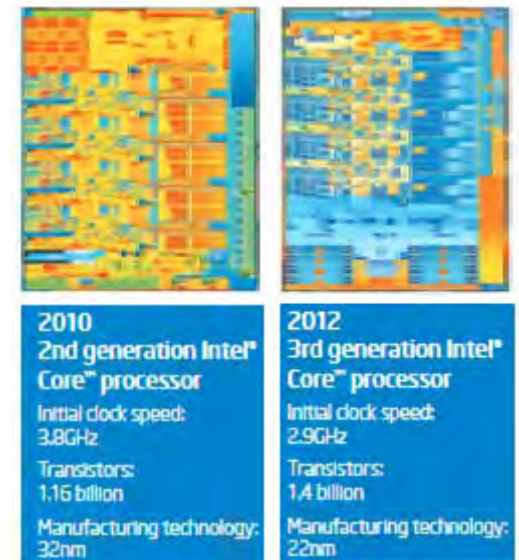 2010
2nd generation Intel®
Core™ processor
Initial clock speed:
3.8GHz
Transistors:
1.16 billion
Manufacturing technology:
32nm
2012
3rd generation Intel®
Core™ processor
Initial clock speed:
2.9GHz
Transistors:
1.4 billion
Manufacturing technology:
22nm